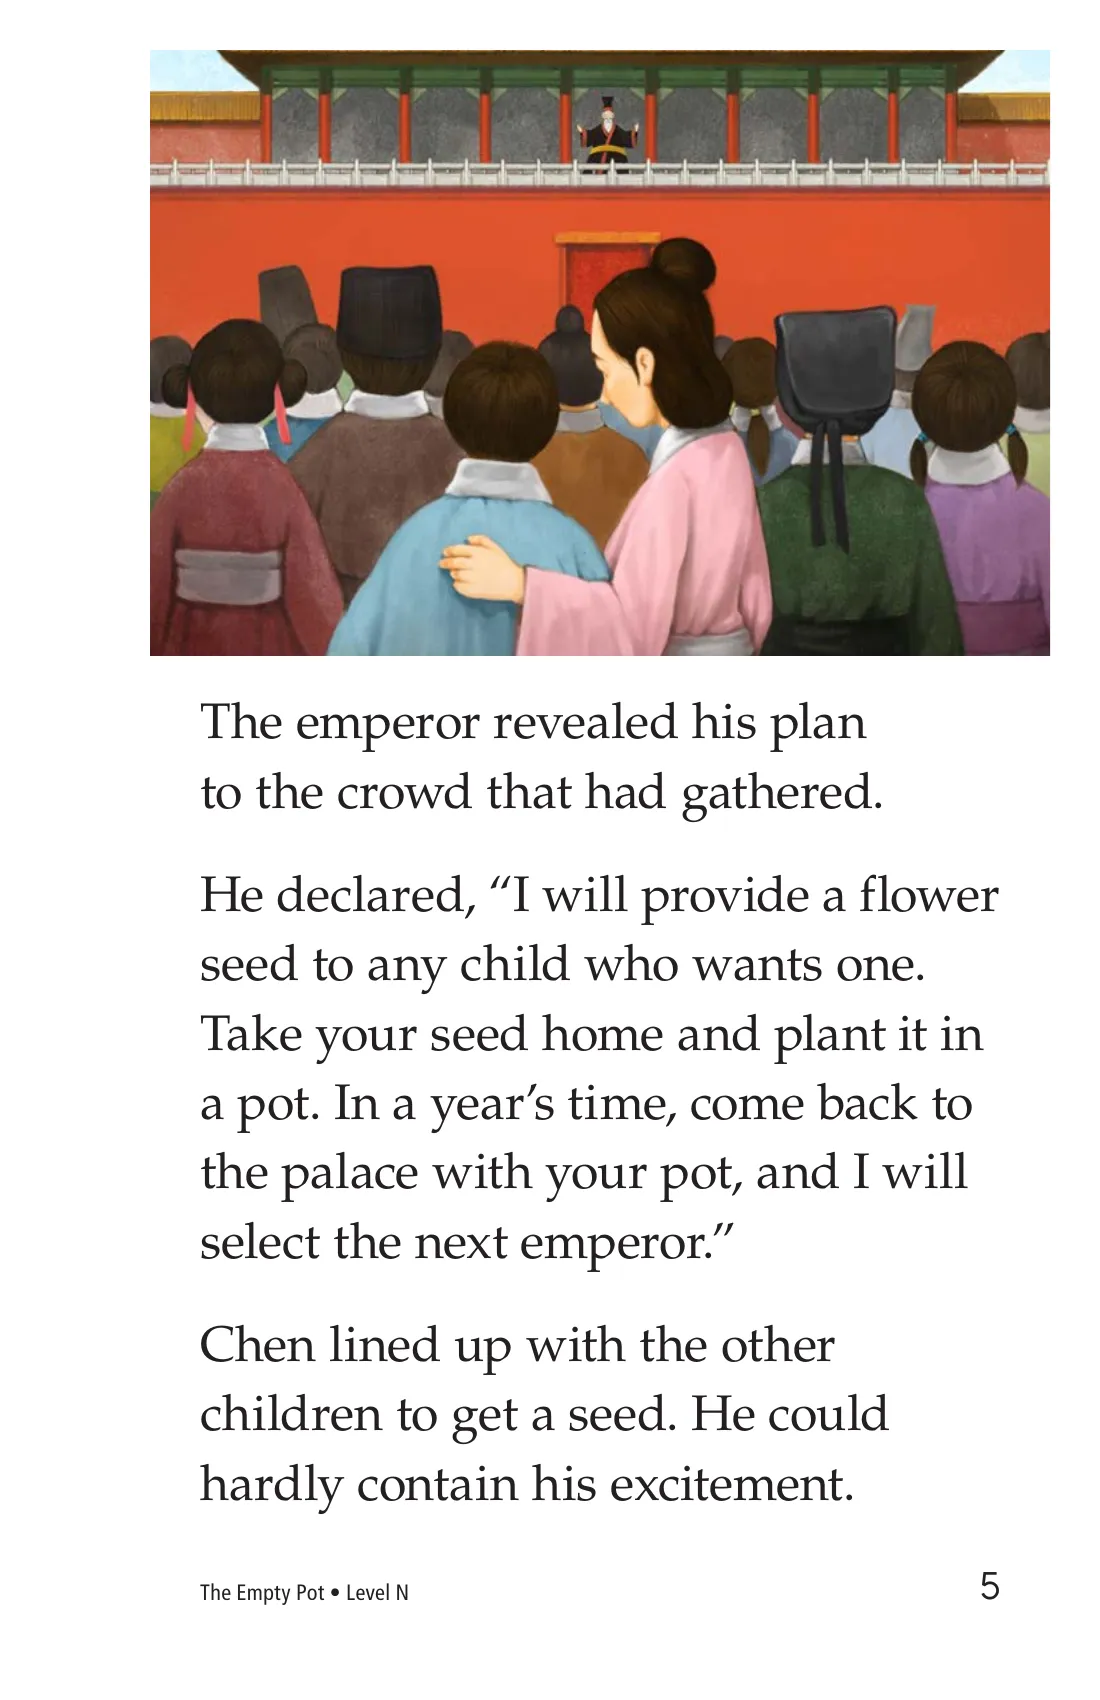 The emperor revealed his plan
to the crowd that had gathered.
He declared, “I will provide a flower
seed to any child who wants one.
Take your seed home and plant it in
a pot. In a year’s time, come back to
the palace with your pot, and I will
select the next emperor.”
Chen lined up with the other
children to get a seed. He could
hardly contain his excitement.
The Empty Pot • Level N
5